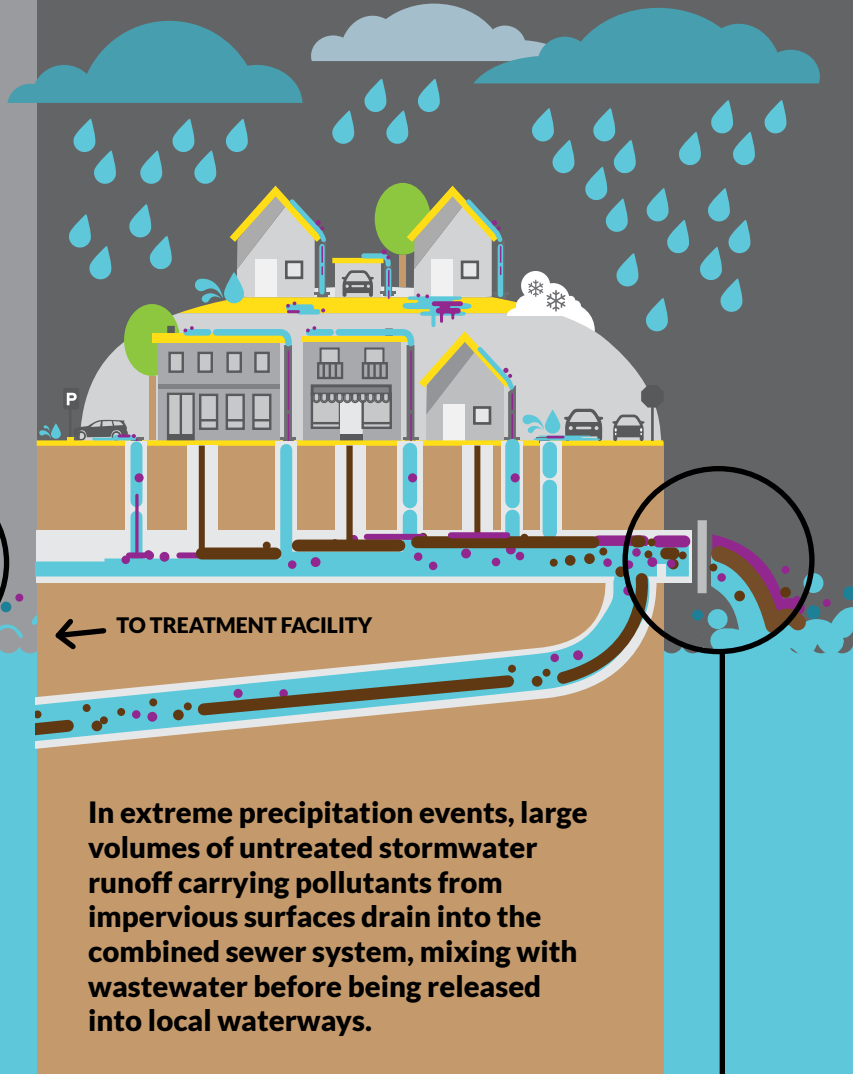 P
TO TREATMENT FACILITY
In extreme precipitation events, large
volumes of untreated stormwater
runoff carrying pollutants from
impervious surfaces drain into the
combined sewer system, mixing with
wastewater before being released
into local waterways.